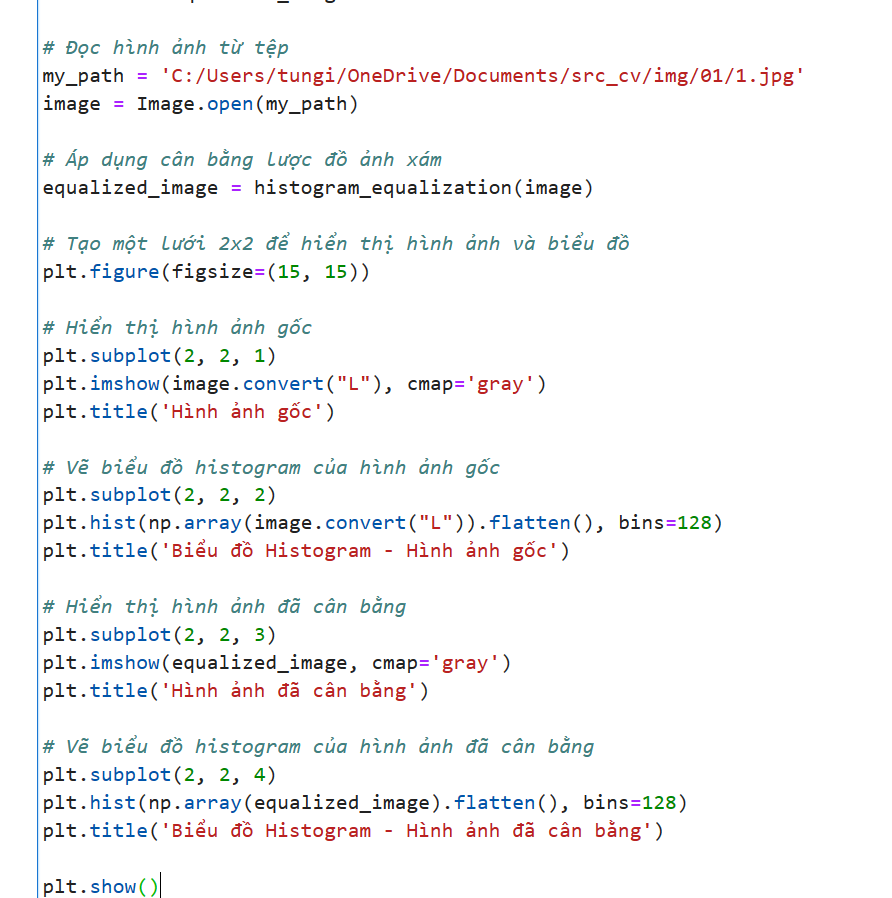 # Đọc hình ảnh từ tệp
my_path = 'C:/Users/tungi/OneDrive/Documents/src_cv/img/01/1.jpg'
image = Image.open(my_path)
# Áp dụng cân bằng lược đồ ảnh xám
equalized_image = histogram_equalization(image)
# Tạo một lưới 2x2 để hiển thị hình ảnh và biểu đồ
plt.figure(figsize=(15, 15))
# Hiển thị hình ảnh gốc
plt.subplot(2, 2, 1)
plt.imshow(image.convert("L"), cmap='gray')
plt.title('Hình ảnh gốc')
# Vẽ biểu đồ histogram của hình ảnh gốc
plt.subplot(2, 2, 2)
plt.hist(np.array(image.convert("L")).flatten(), bins=128)
plt.title('Biểu đồ Histogram - Hình ảnh gốc')
# Hiển thị hình ảnh đã cân bằng
plt.subplot(2, 2, 3)
plt.imshow(equalized_image, cmap='gray')
plt.title('Hình ảnh đã cân bằng')
# Vẽ biểu đồ histogram của hình ảnh đã cân bằng
plt.subplot(2, 2, 4)
plt.hist(np.array(equalized_image).flatten(), bins=128)
plt.title('Biểu đồ Histogram - Hình ảnh đã cân bằng')
plt.show()